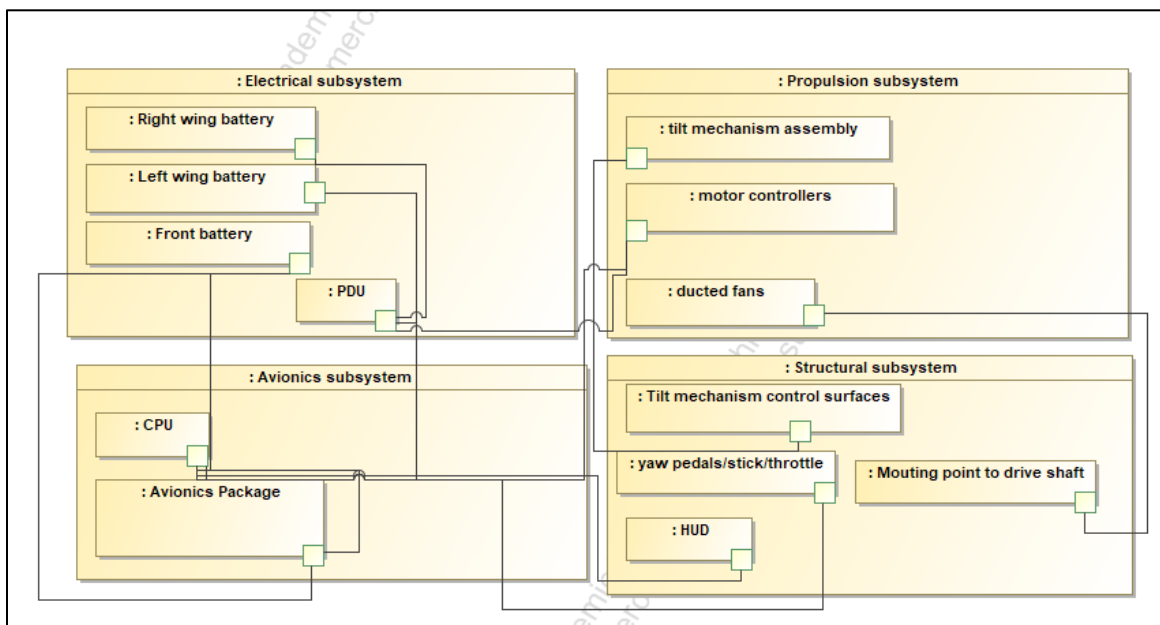 : Electrical subsystem
: Right wing battery
: Left wing battery
: Front battery
: PDU
: Propulsion subsystem
: tilt mechanism assembly
: motor controllers
: ducted fans
: Avionics subsystem
: CPU
: Avionics Package
: Structural subsystem
: Tilt mechanism control surfaces
: yaw pedals/stick/throttle
: Mouting point to drive shaft
: HUD